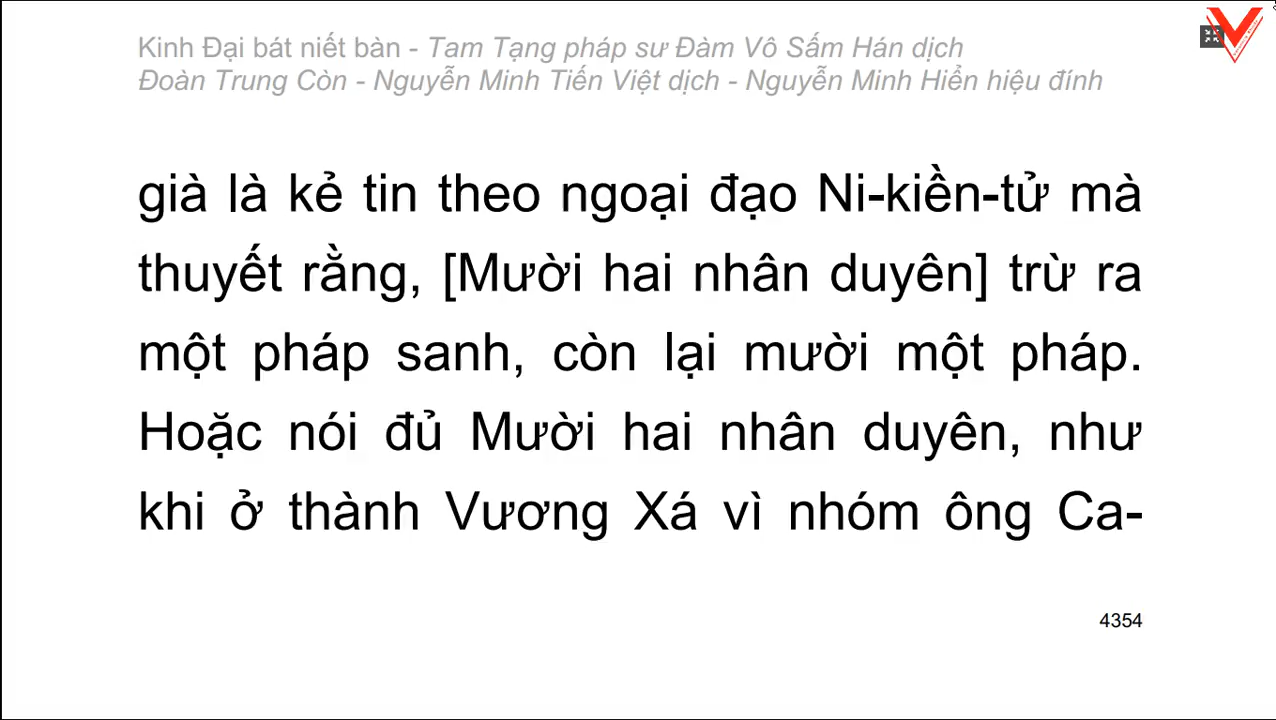 Kinh Đại bát niết bàn - Tam Tạng pháp sư Đàm Vô Sấm Hán dịch
Đoàn Trung Còn - Nguyễn Minh Tiến Việt dịch - Nguyễn Minh Hiển hiệu đính
già là kẻ tin theo ngoại đạo Ni-kiền-tử mà
thuyết rằng, [Mười hai nhân duyên] trừ ra
một pháp sanh, còn lại mười một pháp.
Hoặc nói đủ Mười hai nhân duyên, như
khi ở thành Vương Xá vì nhóm ông Ca-
4354